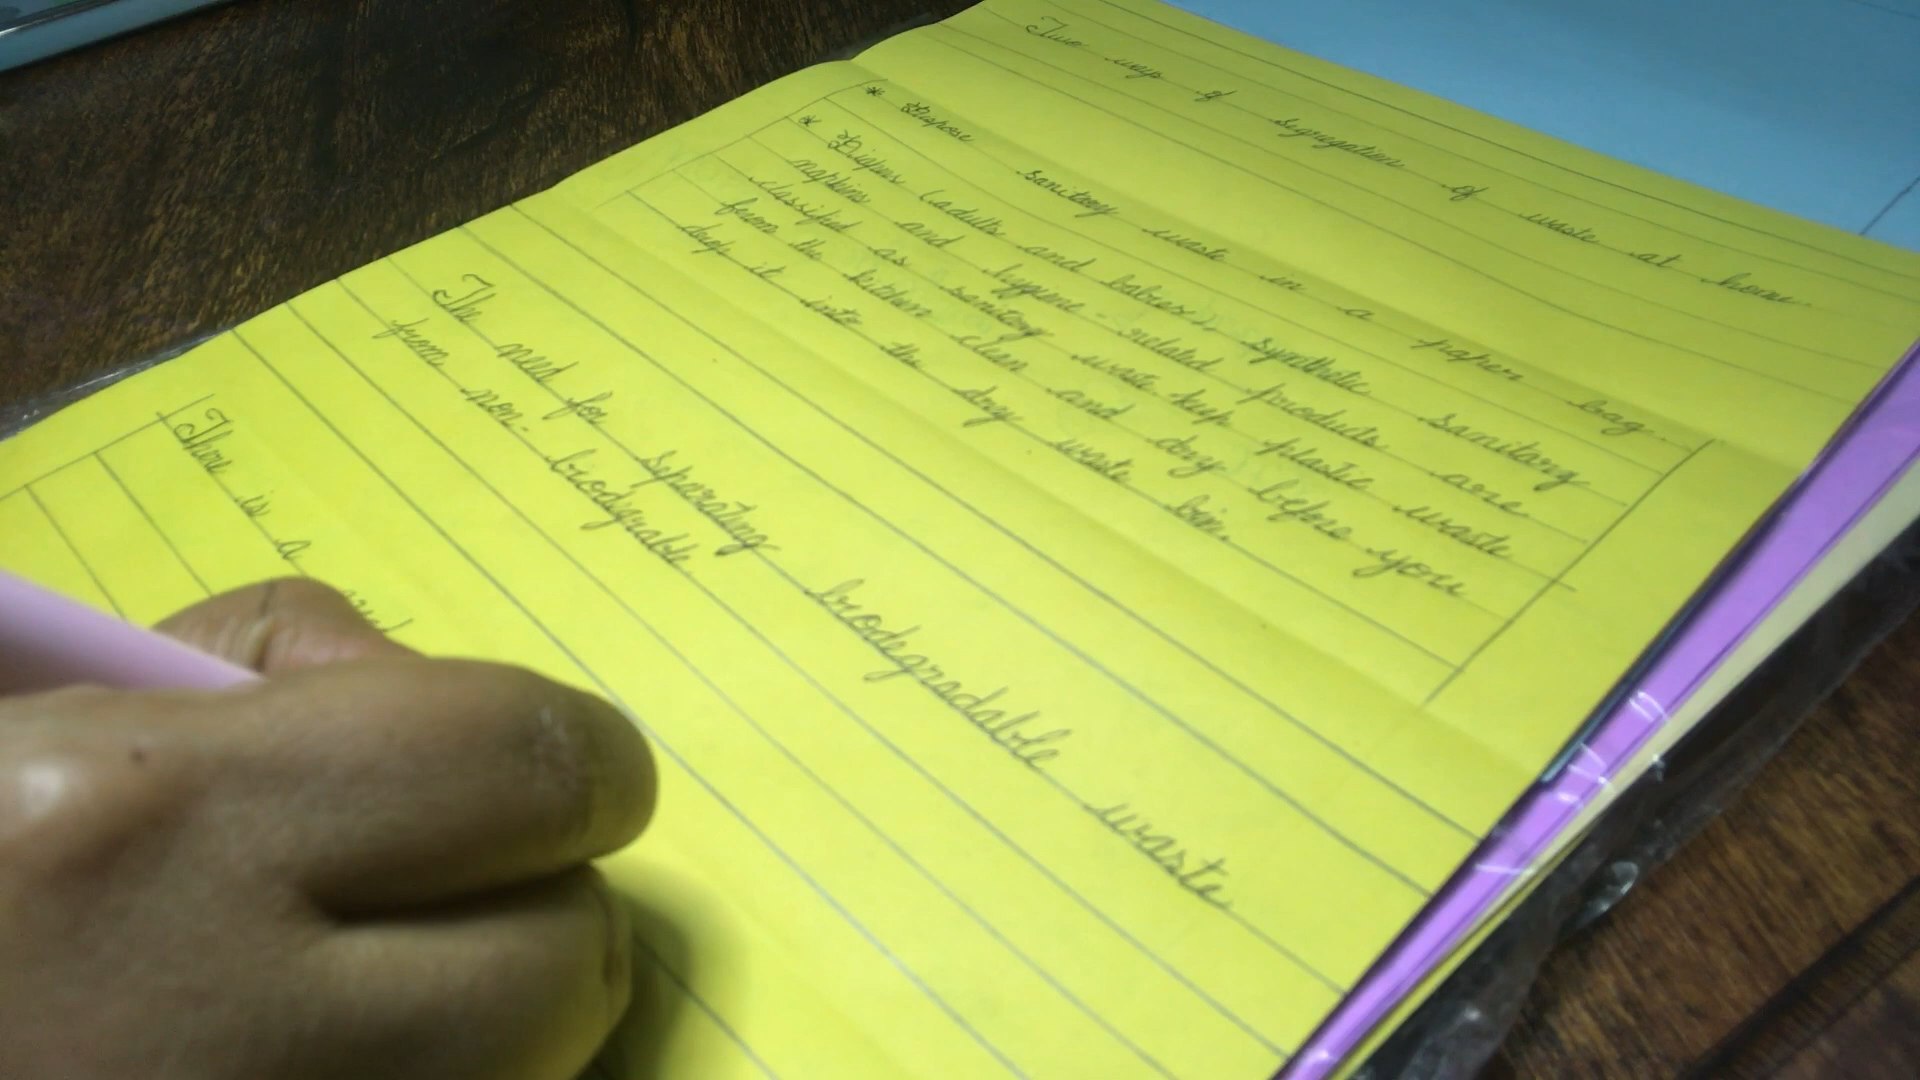 Two ways of segregation of waste at home
* Dispose sanitary waste in a paper bag.
* Diapers (adults and babies), synthetic sanitary
napkins and hygiene-related products are
classified as sanitary waste. keep plastic waste
from the kitchen clean and dry before you
drop it into the dry waste bin.
The need for separating biodegradable waste
from non-biodigrable.
There is a